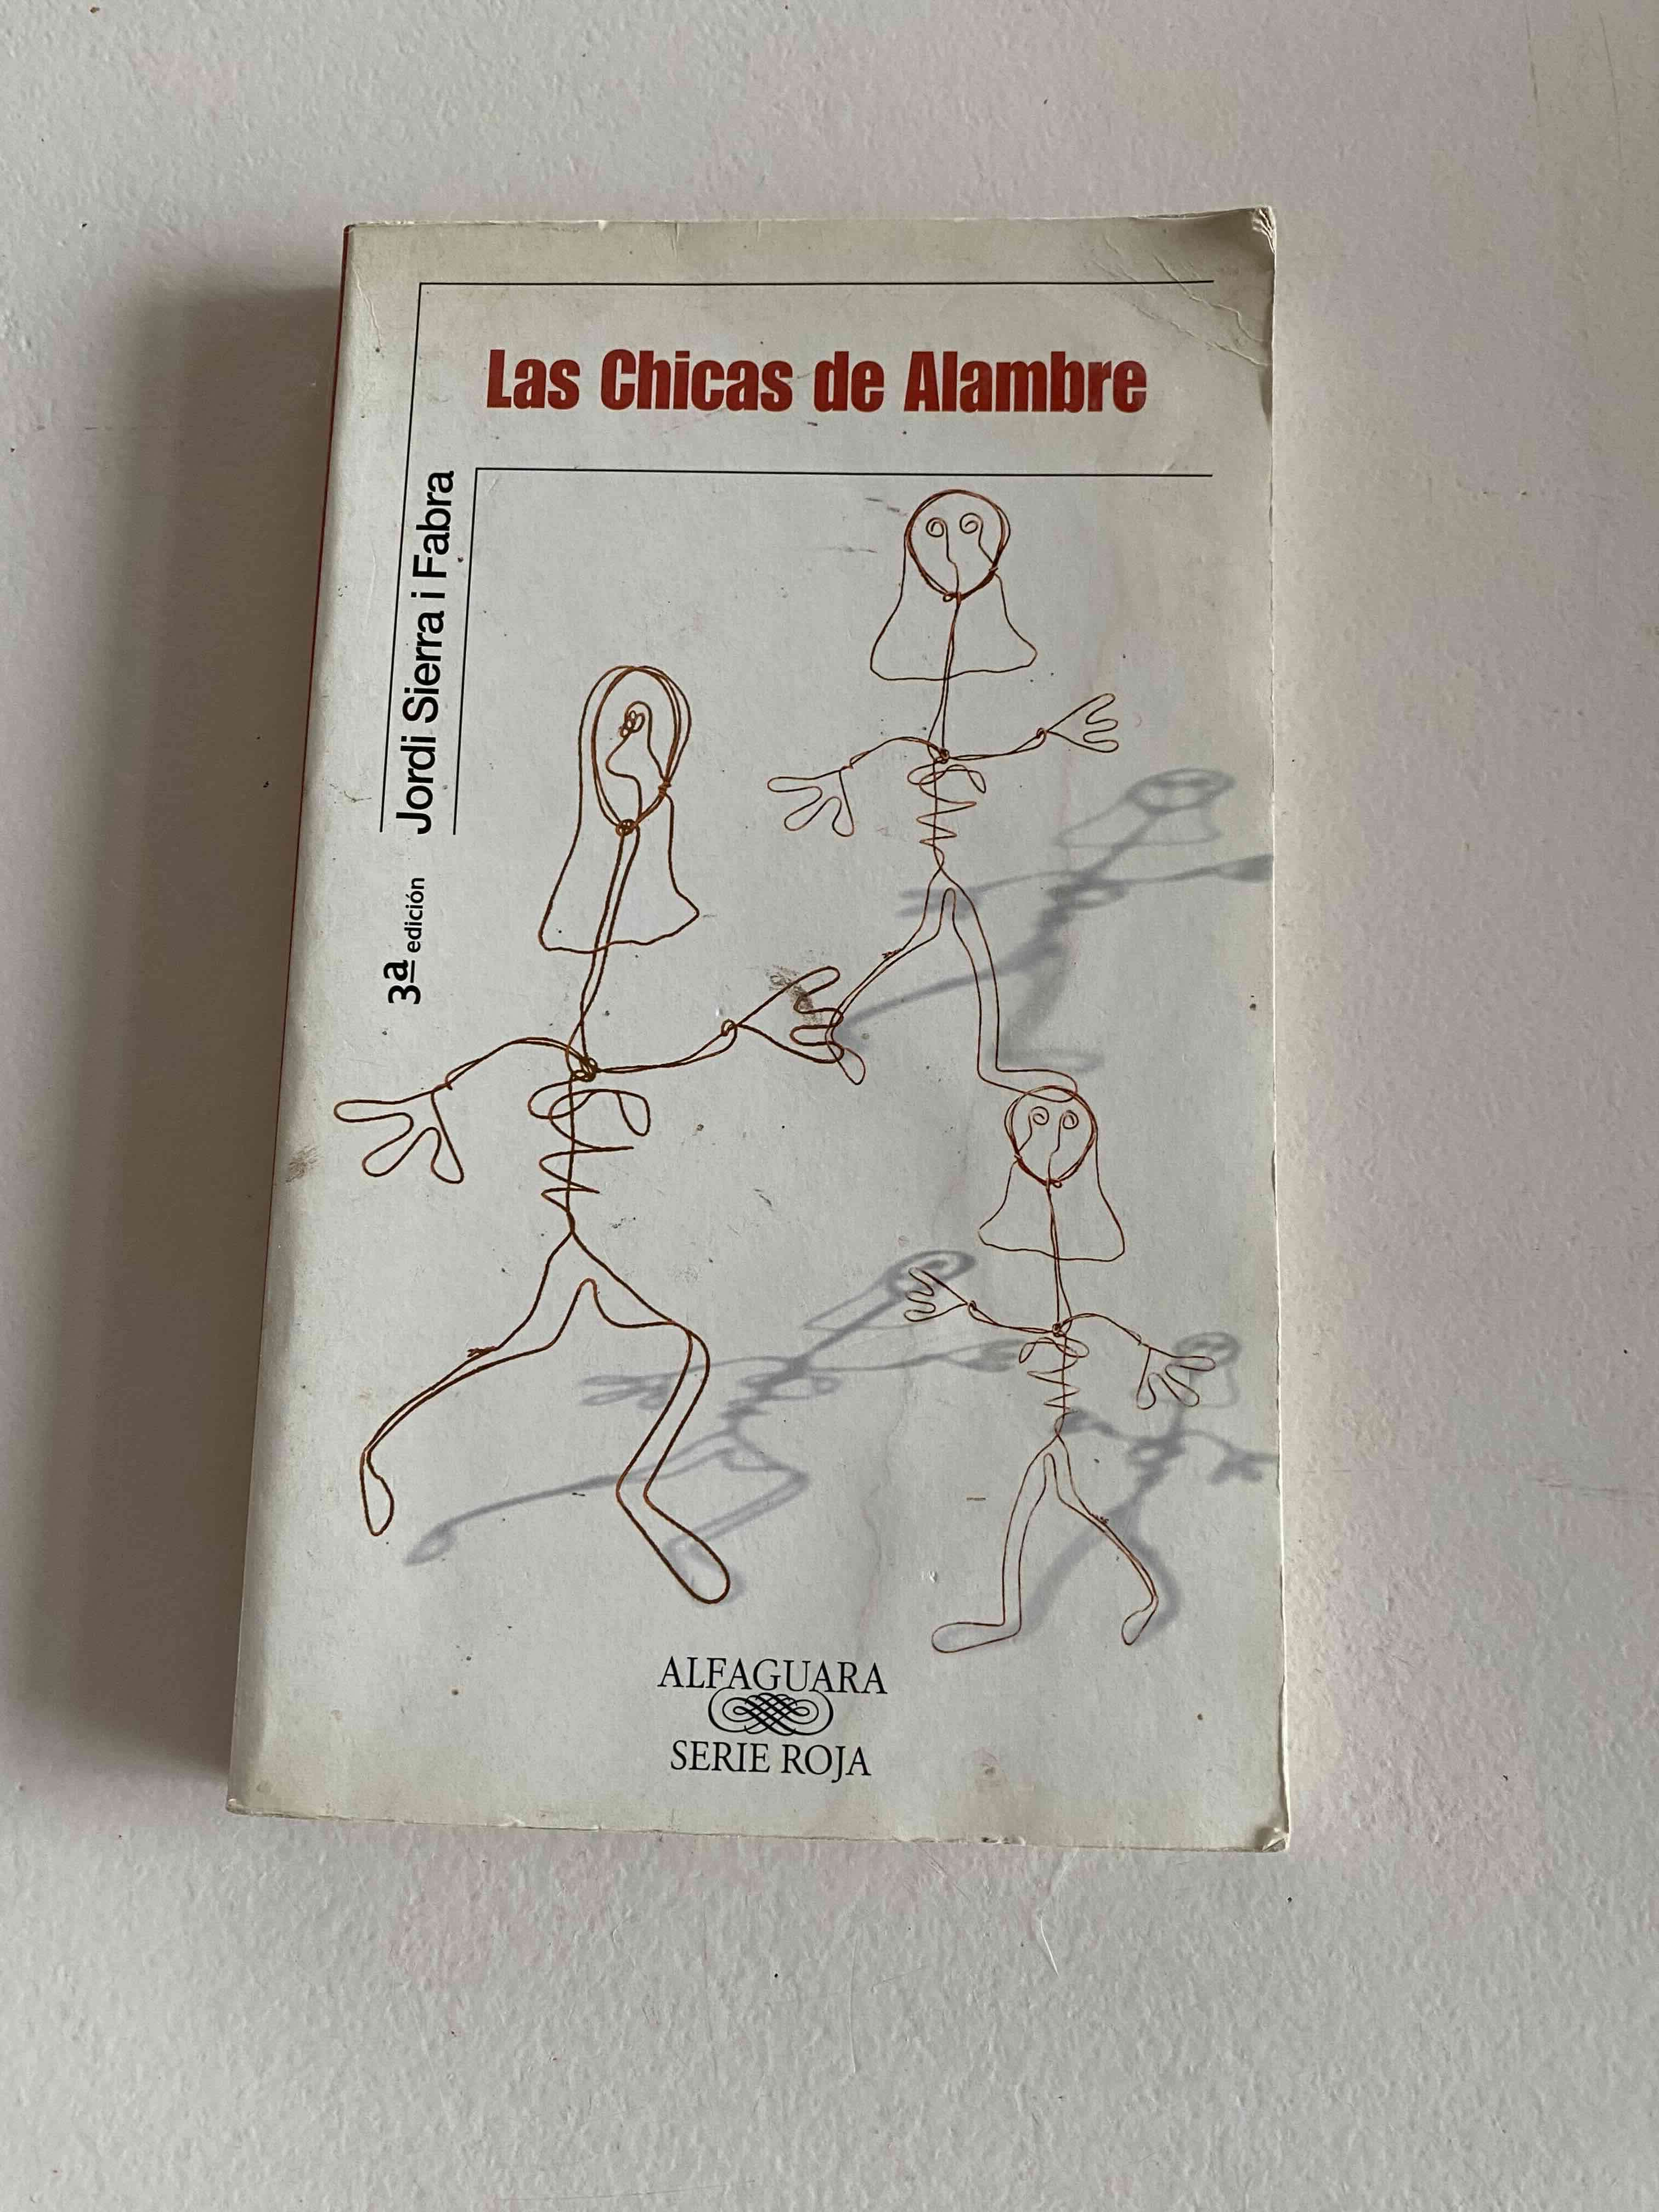 Las Chicas de Alambre
Jordi Sierra i Fabra
3ª edición
ALFAGUARA
SERIE ROJA